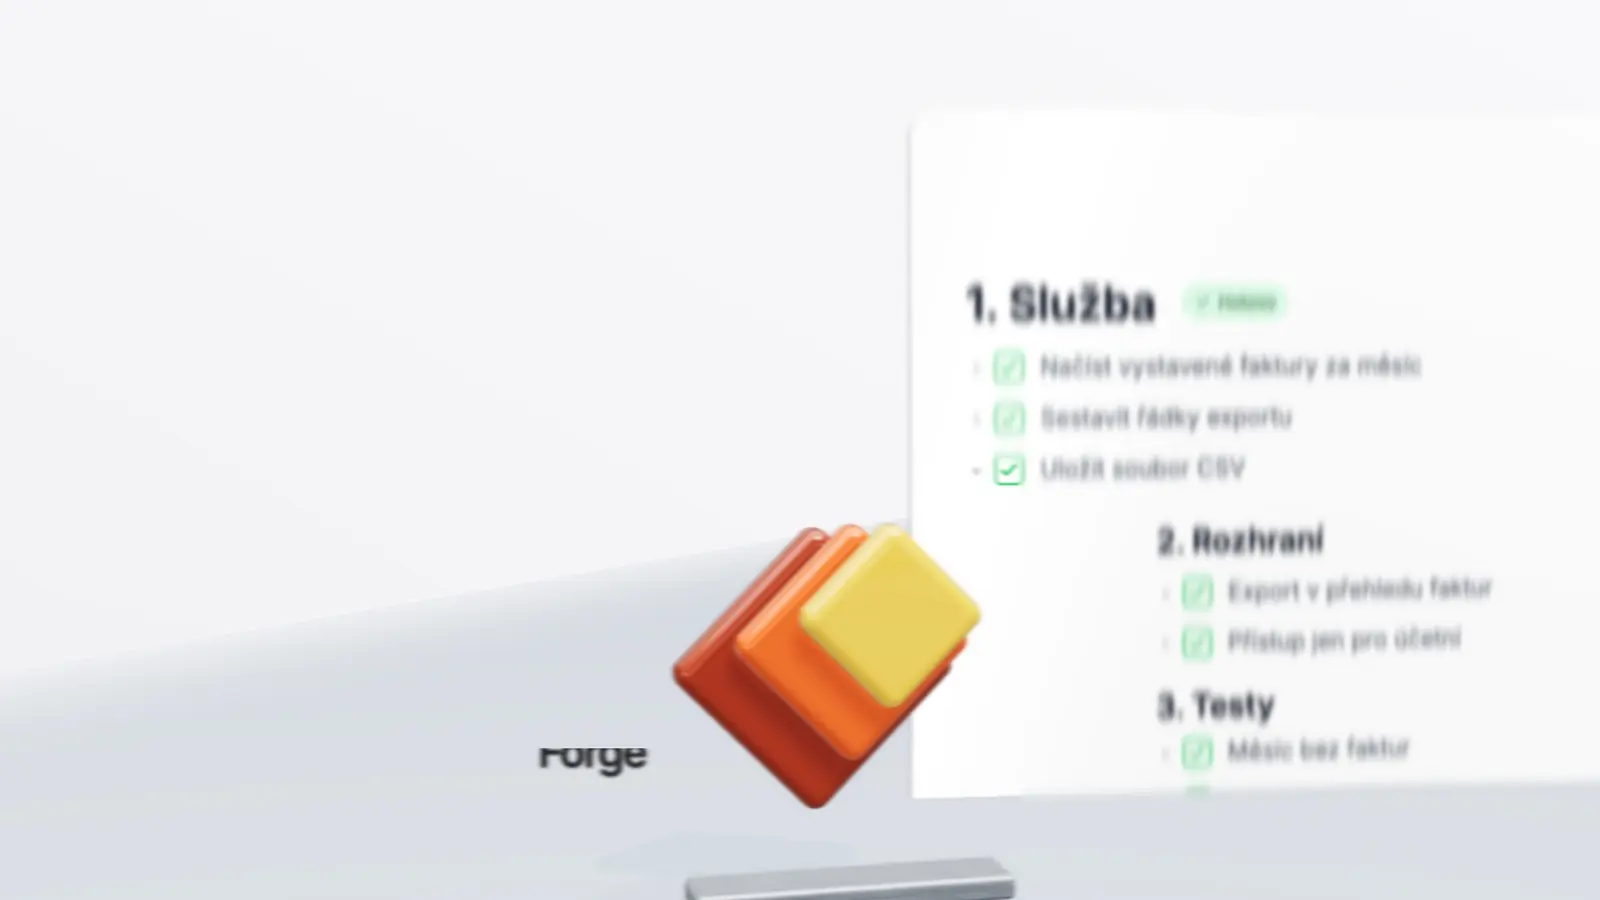 1. Služba
Načíst vystavené faktury za měsíc
Sestavit řádky exportu
- Uložit soubor CSV
2. Rozhraní
Export v přehledu faktur
Přístup jen pro účetní
3. Testy
Měsíc bez faktur
Forge